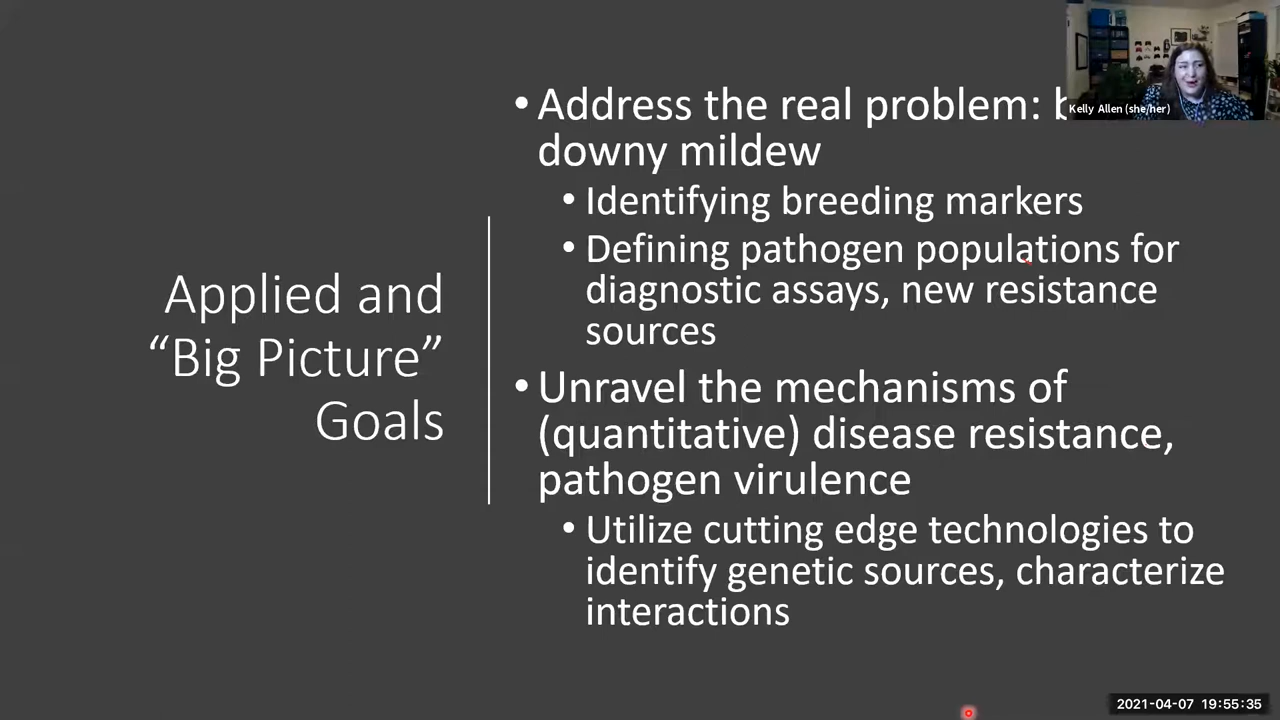 Applied and
“Big Picture”
Goals
• Address the real problem:
downy mildew
• Identifying breeding markers
• Defining pathogen populations for
diagnostic assays, new resistance
sources
• Unravel the mechanisms of
(quantitative) disease resistance,
pathogen virulence
• Utilize cutting edge technologies to
identify genetic sources, characterize
interactions
Kelly Allen (she/her)
2021-04-07 19:55:35